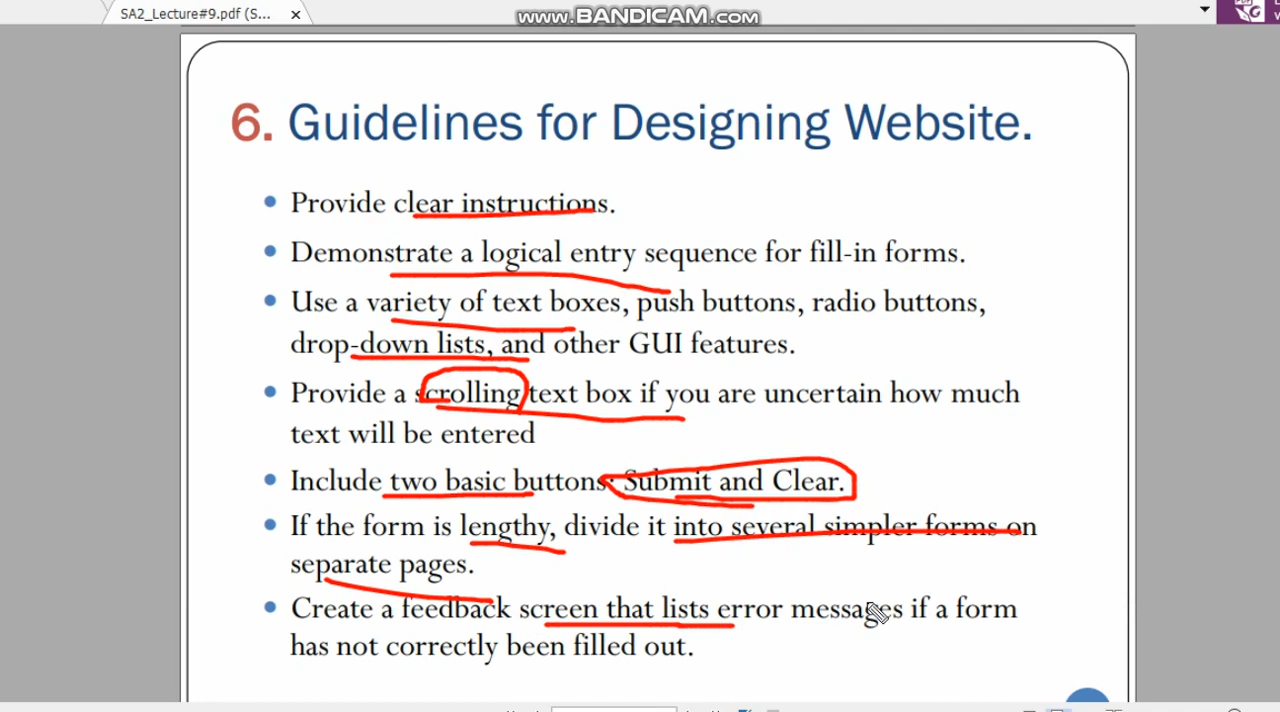 SA2_Lecture#9.pdf (S...
www.BANDICAM.com
6. Guidelines for Designing Website.
• Provide clear instructions.
• Demonstrate a logical entry sequence for fill-in forms.
• Use a variety of text boxes, push buttons, radio buttons,
drop-down lists, and other GUI features.
• Provide a scrolling text box if you are uncertain how much
text will be entered
• Include two basic buttons: Submit and Clear.
• If the form is lengthy, divide it into several simpler forms on
separate pages.
• Create a feedback screen that lists error messages if a form
has not correctly been filled out.